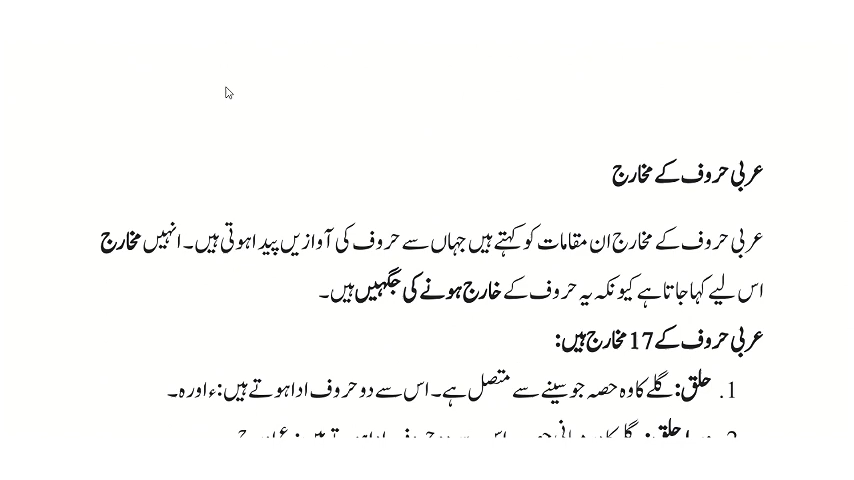 عربی حروف کے مخارج
عربی حروف کے مخارج ان مقامات کو کہتے ہیں جہاں سے حروف کی آوازیں پیدا ہوتی ہیں۔ انہیں مخارج
اس لیے کہا جاتا ہے کیونکہ یہ حروف کے خارج ہونے کی جگہیں ہیں۔
عربی حروف کے 17 مخارج ہیں:
1. حلق: گلے کا وہ حصہ جو سینے سے متصل ہے۔ اس سے دو حروف ادا ہوتے ہیں: ء اور ہ۔